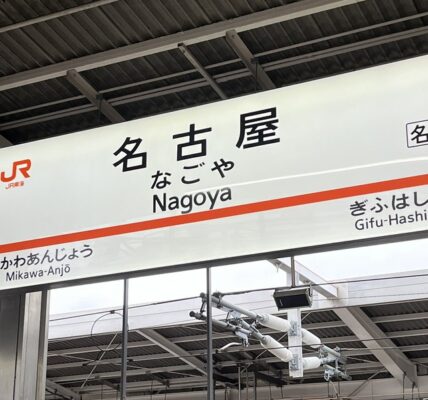 JR
JR東海
名古屋
名
なごや
Nagoya
かわあんじょう
Mikawa-Anjō
ぎふはし
Gifu-Hashi